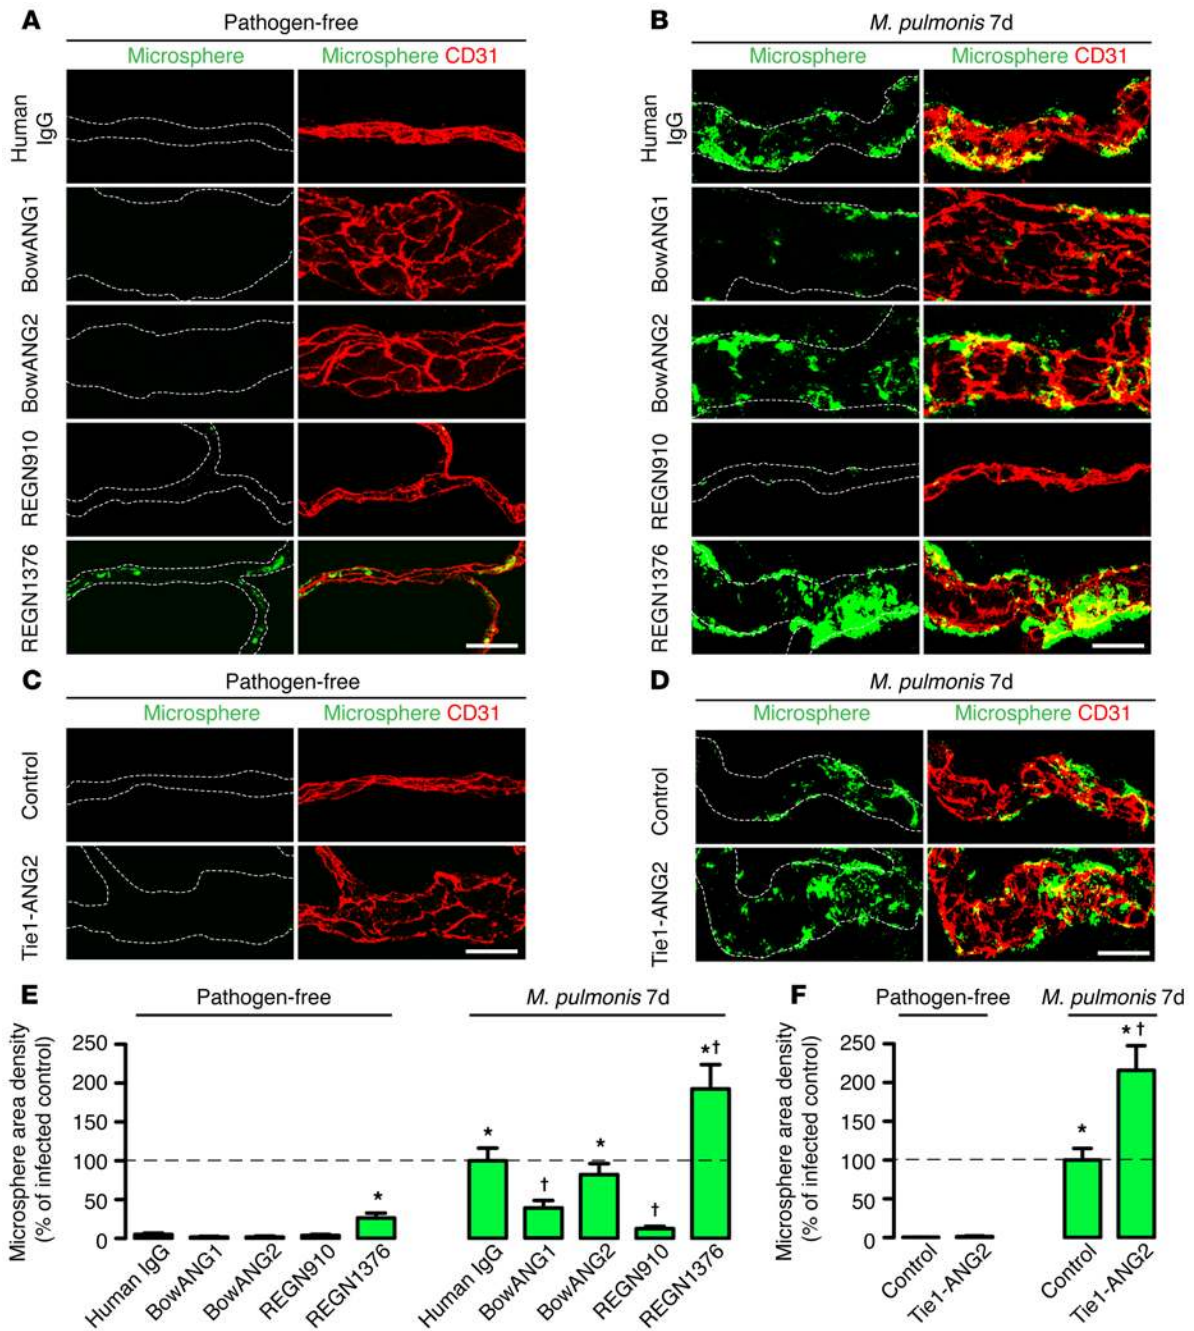 A
Pathogen-free
Microsphere
Microsphere CD31
Human
IgG
BowANG1
BowANG2
REGN910
REGN1376
B
M. pulmonis 7d
Microsphere
Microsphere CD31
Human
IgG
BowANG1
BowANG2
REGN910
REGN1376
C
Pathogen-free
Microsphere
Microsphere CD31
Control
Tie1-ANG2
D
M. pulmonis 7d
Microsphere
Microsphere CD31
Control
Tie1-ANG2
E
Pathogen-free
M. pulmonis 7d
Microsphere area density
(% of infected control)
250
200
150
100
50
0
*
*
†
*
†
*†
Human IgG
BowANG1
BowANG2
REGN910
REGN1376
Human IgG
BowANG1
BowANG2
REGN910
REGN1376
F
Pathogen-free
M. pulmonis 7d
Microsphere area density
(% of infected control)
250
200
150
100
50
0
*
*†
Control
Tie1-ANG2
Control
Tie1-ANG2